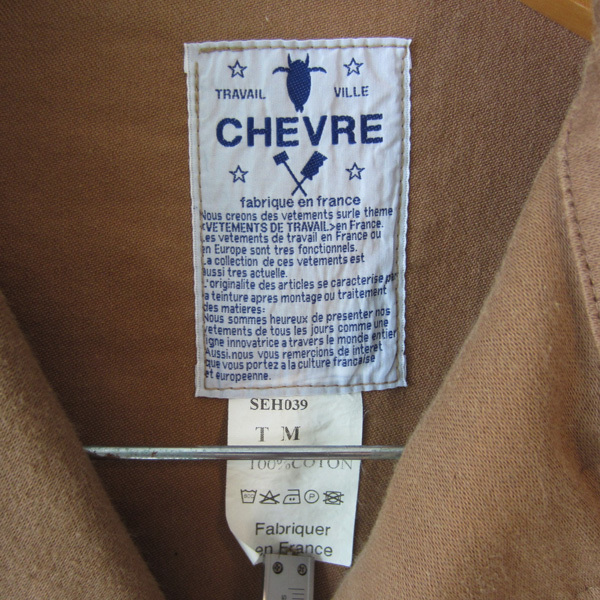 TRAVAIL VILLE
CHEVRE
fabrique en france
Nous creons des vetements surle theme
<VETEMENTS DE TRAVAIL>en France.
Les vetements de travail en France ou
en Europe sont tres fonctionnels.
La collection de ces vetements est
aussi tres actuelle.
L'originalite des articles se caracterise
a teinture apres montage ou traitement
des matieres:
Nous sommes heureux de presenter nos
vetements de tous les jours comme une
ligne innovatrice a travers le monde entier
Aussi.nous vous remercions de interet
que vous portez a la culture francaise
et europeenne.
SEH039
T M
100%COTON
Fabriquer
en France